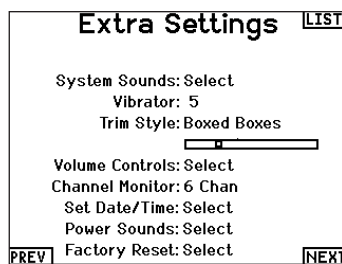 Extra Settings
LIST
System Sounds: Select
Vibrator: 5
Trim Style: Boxed Boxes
Volume Controls: Select
Channel Monitor: 6 Chan
Set Date/Time: Select
Power Sounds: Select
Factory Reset: Select
PREV
NEXT